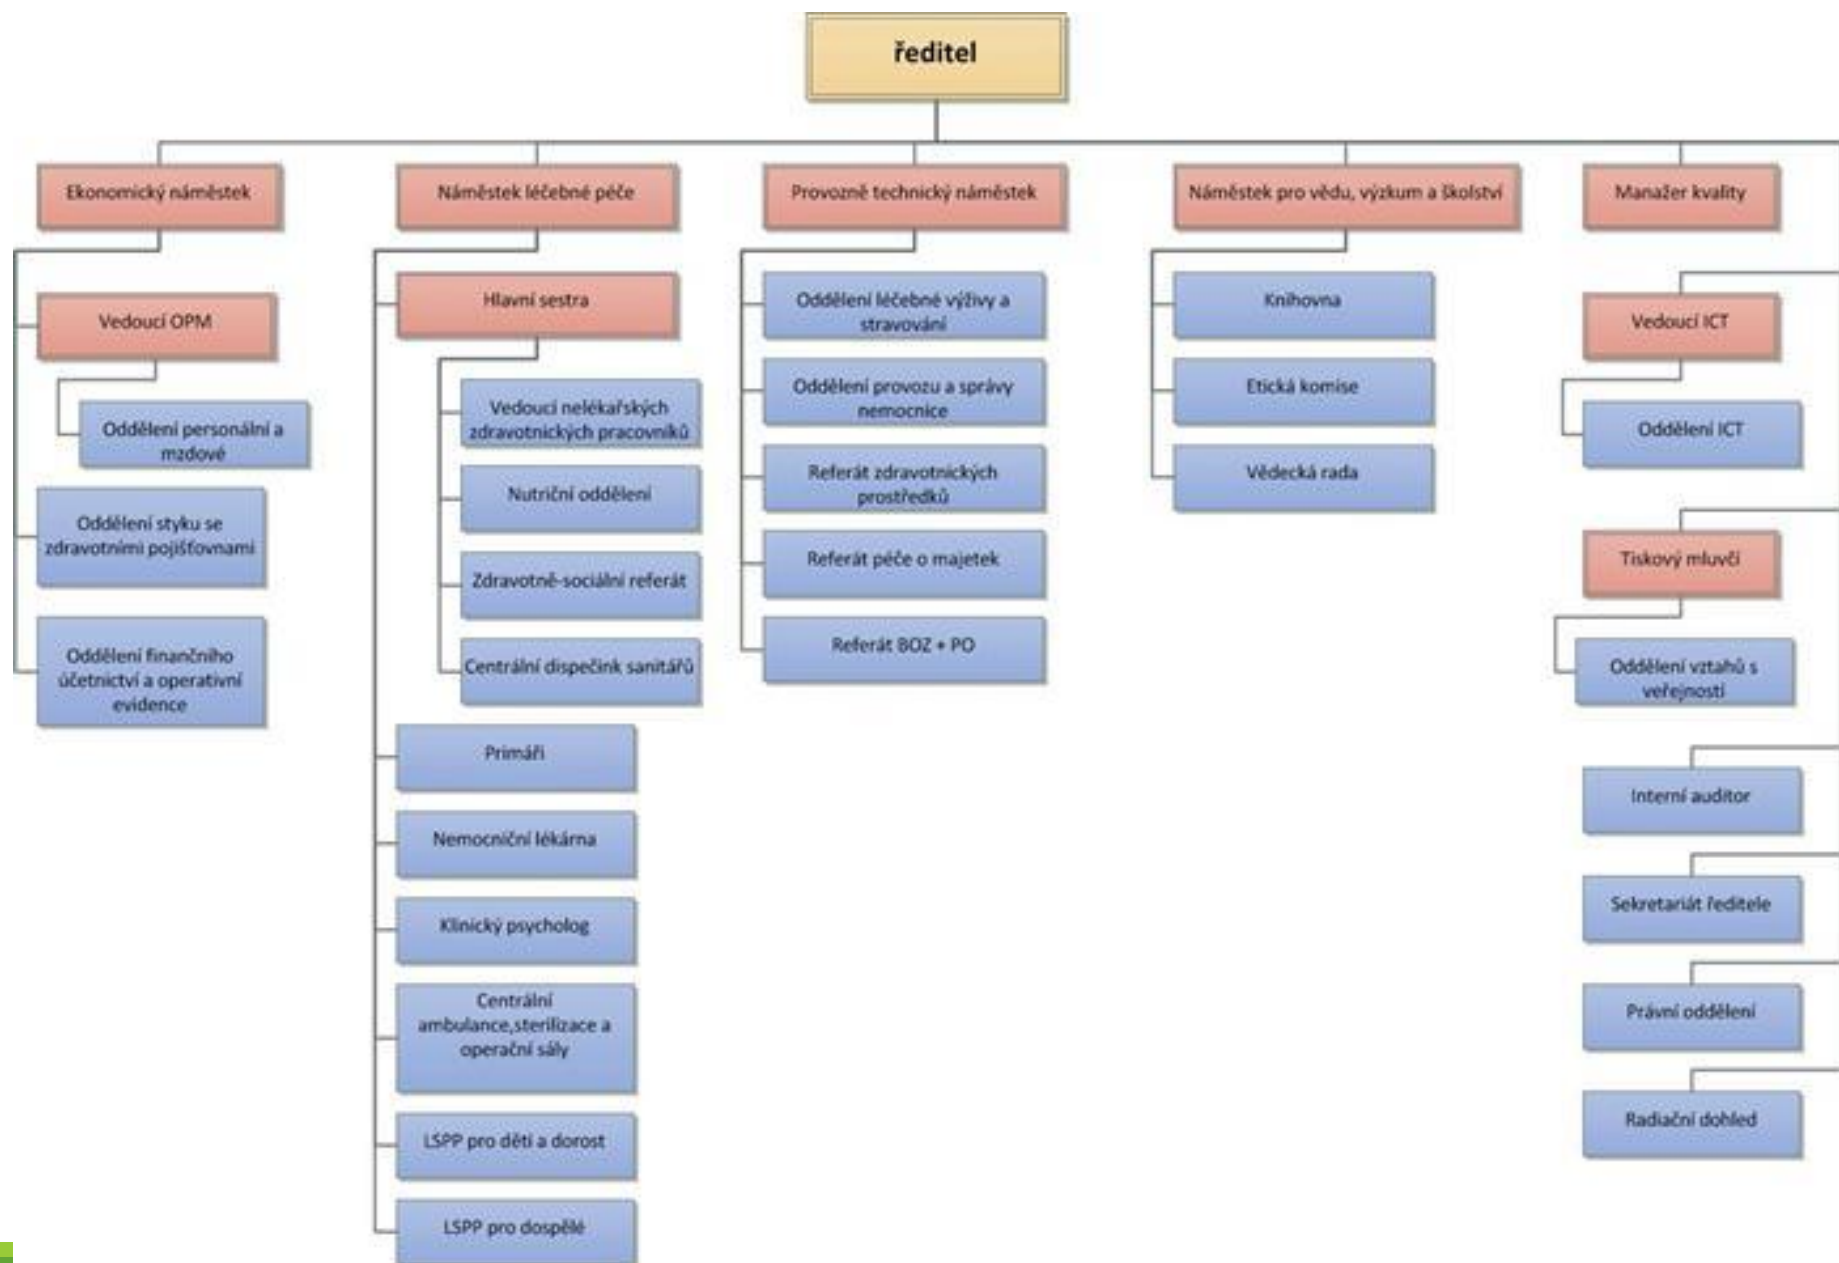 ředitel
Ekonomický náměstek
Vedoucí OPM
Oddělení personální a
mzdové
Oddělení styku se
zdravotními pojišťovnami
Oddělení finančního
účetnictví a operativní
evidence
Náměstek léčebné péče
Hlavní sestra
Vedoucí nelékařských
zdravotnických pracovníků
Nutriční oddělení
Zdravotně-sociální referát
Centrální dispečink sanitářů
Primáři
Nemocniční lékárna
Klinický psycholog
Centrální
ambulance,sterilizace a
operační sály
LSPP pro děti a dorost
LSPP pro dospělé
Provozně technický náměstek
Oddělení léčebné výživy a
stravování
Oddělení provozu a správy
nemocnice
Referát zdravotnických
prostředků
Referát péče o majetek
Referát BOZ + PO
Náměstek pro vědu, výzkum a školství
Knihovna
Etická komise
Vědecká rada
Manažer kvality
Vedoucí ICT
Oddělení ICT
Tiskový mluvčí
Oddělení vztahů s
veřejností
Interní auditor
Sekretariát ředitele
Právní oddělení
Radiační dohled